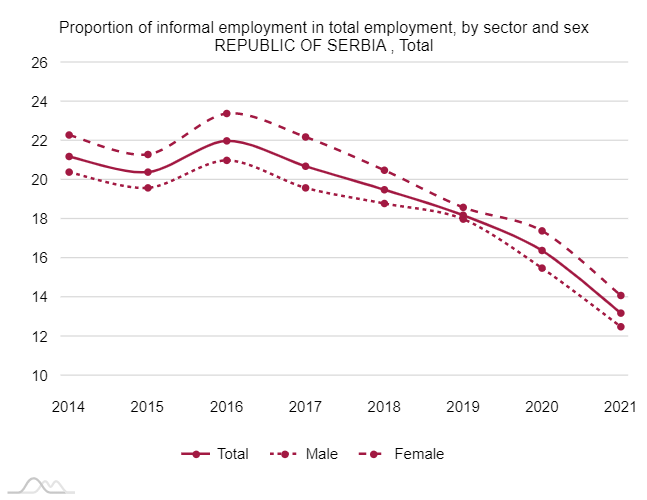 Proportion of informal employment in total employment, by sector and sex
REPUBLIC OF SERBIA , Total
26
24
22
20
18
16
14
12
10
2014 2015 2016 2017 2018 2019 2020 2021
Total Male Female